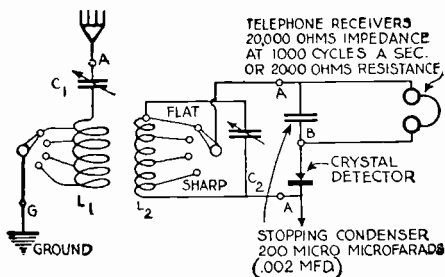 TELEPHONE RECEIVERS
20,000 OHMS IMPEDANCE
AT 1000 CYCLES A SEC.
OR 2000 OHMS RESISTANCE
A
C1
A
FLAT
B
CRYSTAL
DETECTOR
SHARP
C2
L1
L2
A
G
GROUND
STOPPING CONDENSER
200 MICRO MICROFARADS
(.002 MFD.)